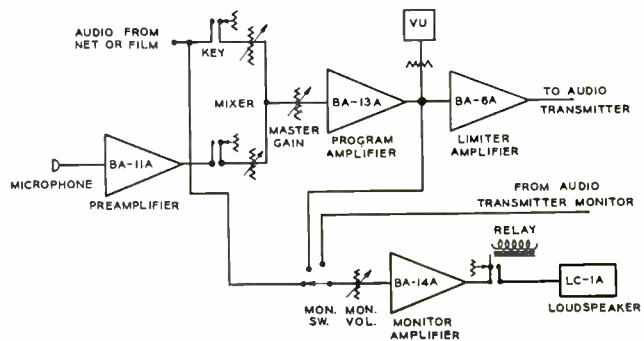 AUDIO FROM
NET OR FILM
KEY
MIXER
MASTER
GAIN
VU
BA-13A
PROGRAM
AMPLIFIER
BA-6A
LIMITER
AMPLIFIER
TO AUDIO
TRANSMITTER
MICROPHONE
BA-11A
PREAMPLIFIER
FROM AUDIO
TRANSMITTER MONITOR
RELAY
MON.
SW.
MON.
VOL.
BA-14A
MONITOR
AMPLIFIER
LC-1A
LOUDSPEAKER